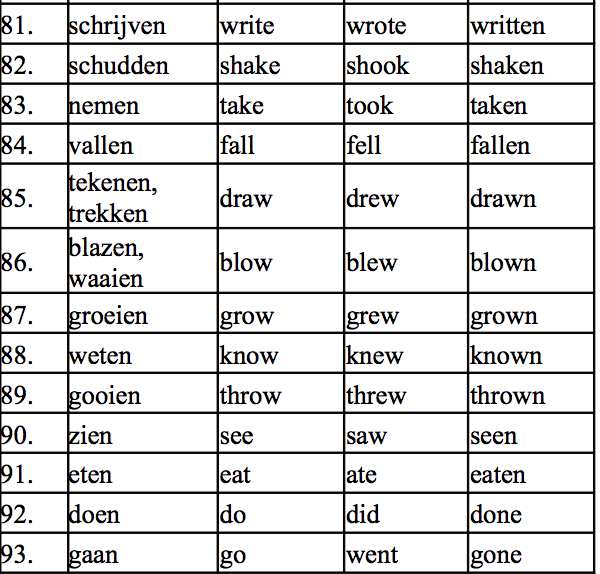 81. schrijven write wrote written
82. schudden shake shook shaken
83. nemen take took taken
84. vallen fall fell fallen
85. tekenen, trekken draw drew drawn
86. blazen, waaien blow blew blown
87. groeien grow grew grown
88. weten know knew known
89. gooien throw threw thrown
90. zien see saw seen
91. eten eat ate eaten
92. doen do did done
93. gaan go went gone